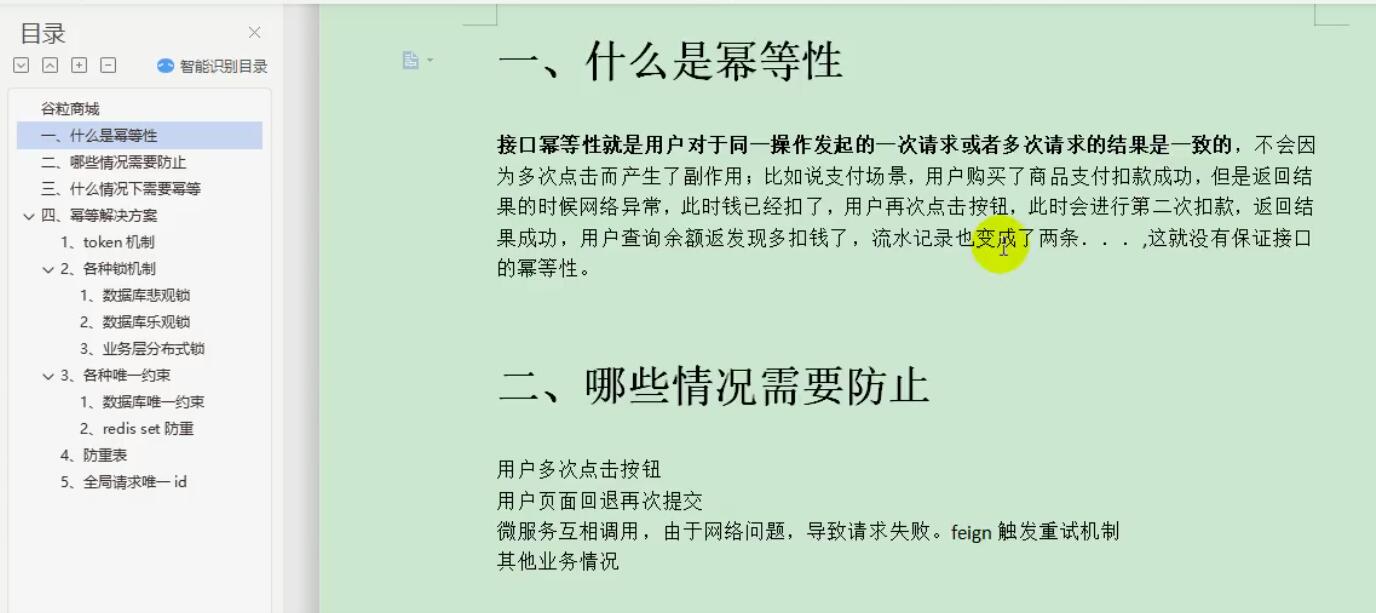 目录
智能识别目录
谷粒商城
一、什么是幂等性
二、哪些情况需要防止
三、什么情况下需要幂等
四、幂等解决方案
1、token 机制
2、各种锁机制
1、数据库悲观锁
2、数据库乐观锁
3、业务层分布式锁
3、各种唯一约束
1、数据库唯一约束
2、redis set 防重
4、防重表
5、全局请求唯一 id
一、什么是幂等性
接口幂等性就是用户对于同一操作发起的一次请求或者多次请求的结果是一致的，不会因
为多次点击而产生了副作用；比如说支付场景，用户购买了商品支付扣款成功，但是返回结
果的时候网络异常，此时钱已经扣了，用户再次点击按钮，此时会进行第二次扣款，返回结
果成功，用户查询余额返发现多扣钱了，流水记录也变成了两条．．．,这就没有保证接口
的幂等性。
二、哪些情况需要防止
用户多次点击按钮
用户页面回退再次提交
微服务互相调用，由于网络问题，导致请求失败。feign 触发重试机制
其他业务情况